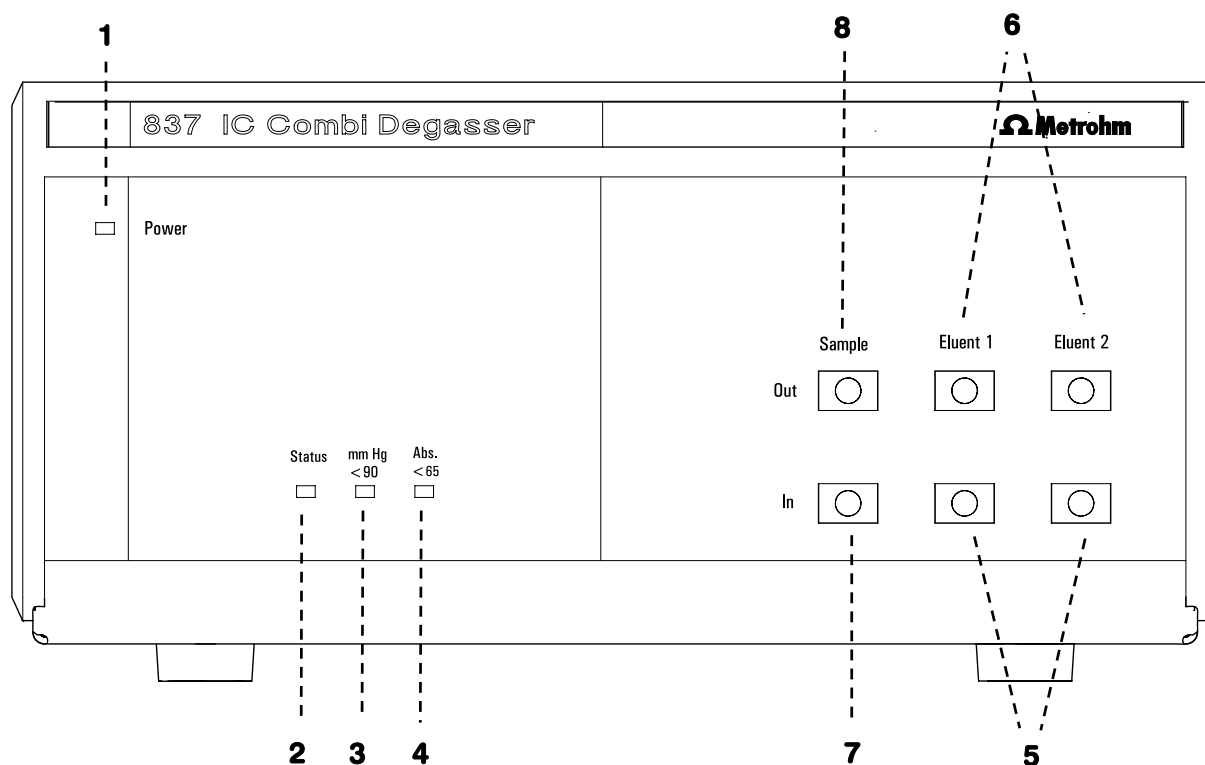 1 8 6
837 IC Combi Degasser
Ω Metrohm
Power
Sample Eluent 1 Eluent 2
Out
Status mm Hg <90 Abs. <65
In
2 3 4 7 5